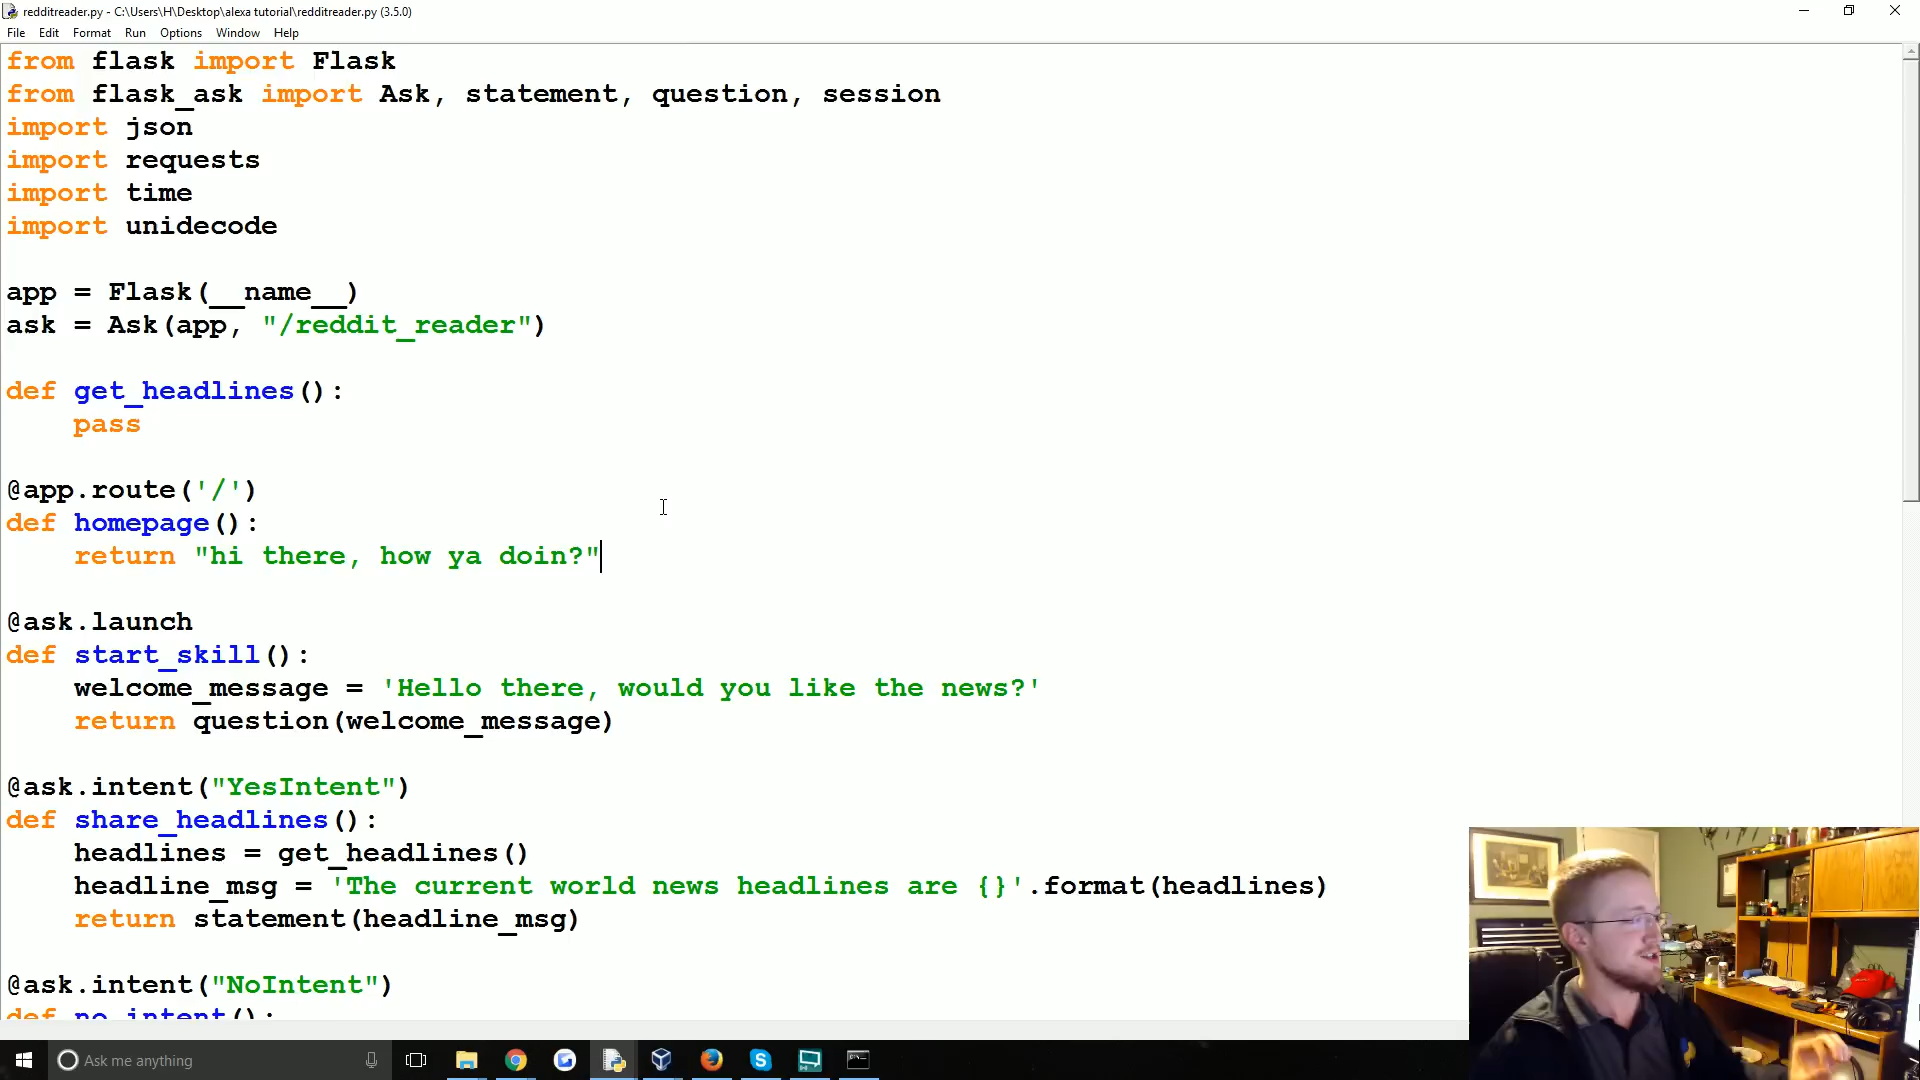 redditreader.py - C:\Users\H\Desktop\alexa tutorial\redditreader.py (3.5.0)
File Edit Format Run Options Window Help
from flask import Flask
from flask_ask import Ask, statement, question, session
import json
import requests
import time
import unidecode
app = Flask(__name__)
ask = Ask(app, "/reddit_reader")
def get_headlines():
    pass
@app.route('/')
def homepage():
    return "hi there, how ya doin?"
@ask.launch
def start_skill():
    welcome_message = 'Hello there, would you like the news?'
    return question(welcome_message)
@ask.intent("YesIntent")
def share_headlines():
    headlines = get_headlines()
    headline_msg = 'The current world news headlines are {}'.format(headlines)
    return statement(headline_msg)
@ask.intent("NoIntent")
def no_intent():
Ask me anything